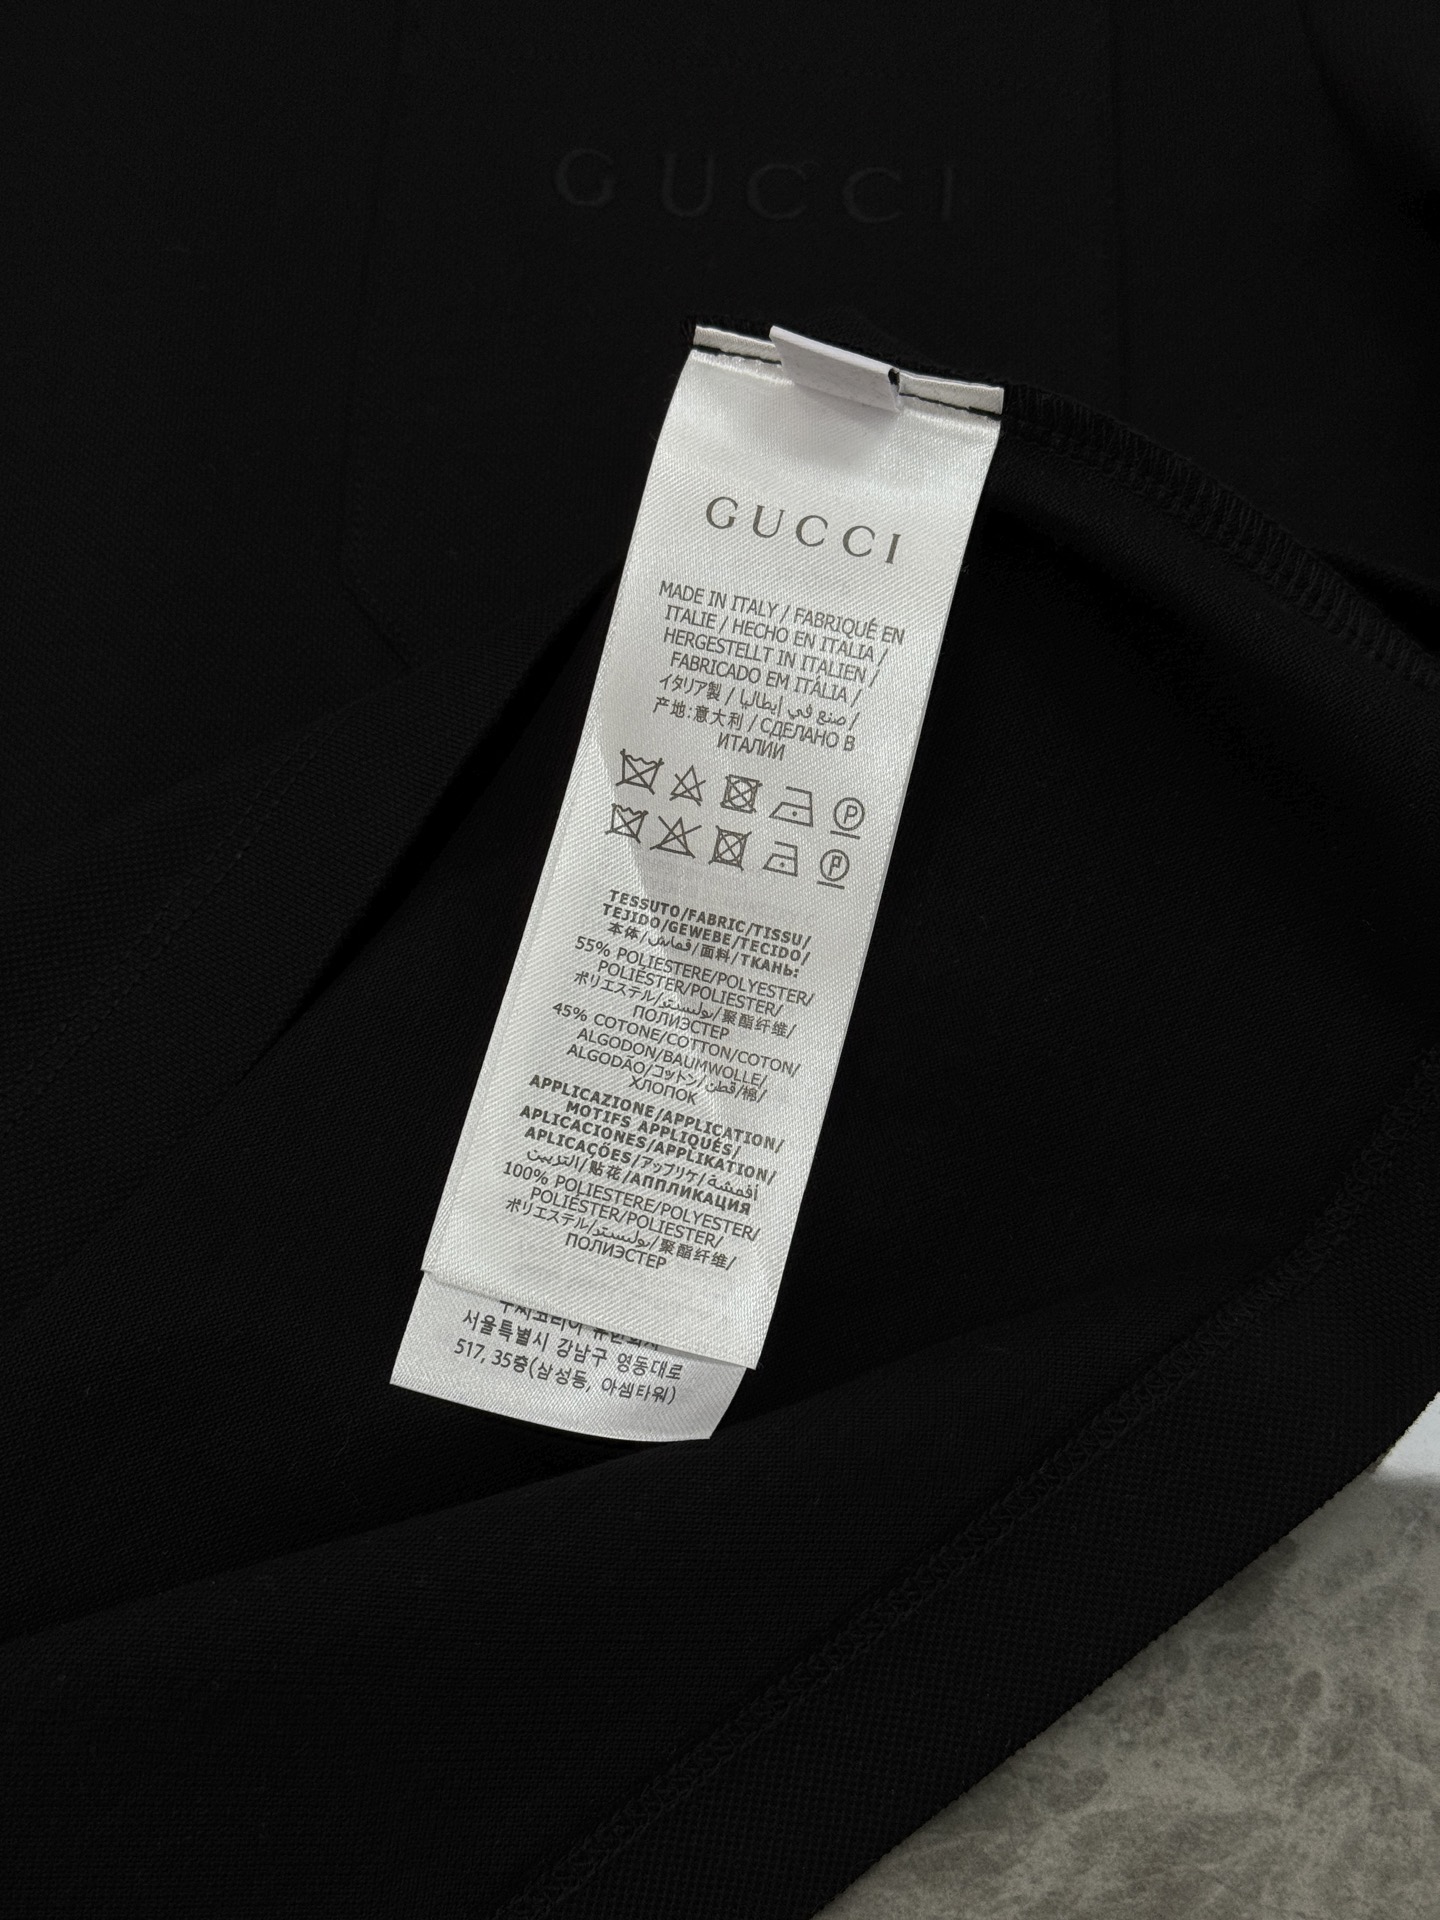 GUCCI
GUCCI
MADE IN ITALY / FABRIQUÉ EN
ITALIE / HECHO EN ITALIA /
HERGESTELLT IN ITALIEN /
FABRICADO EM ITÁLIA /
イタリア製 / صنع في إيطاليا /
产地:意大利 / СДЕЛАНО В
ИТАЛИИ
P
P
TESSUTO/FABRIC/TISSU/
TEJIDO/GEWEBE/TECIDO/
本体/قماش/面料/ТКАНЬ:
55% POLIESTERE/POLYESTER/
POLIÉSTER/POLIESTER/
ポリエステル/بوليستر/聚酯纤维/
ПОЛИЭСТЕР
45% COTONE/COTTON/COTON/
ALGODON/BAUMWOLLE/
ALGODÃO/コットン/قطن/棉/
ХЛОПОК
APPLICAZIONE/APPLICATION/
MOTIFS APPLIQUÉS/
APLICACIONES/APPLIKATION/
APLICAÇÕES/アップリケ/أقمشة
التزيين/贴花/АППЛИКАЦИЯ
100% POLIESTERE/POLYESTER/
POLIÉSTER/POLIESTER/
ポリエステル/بوليستر/聚酯纤维/
ПОЛИЭСТЕР
서울특별시 강남구 영동대로
517, 35층(삼성동, 아셈타워)